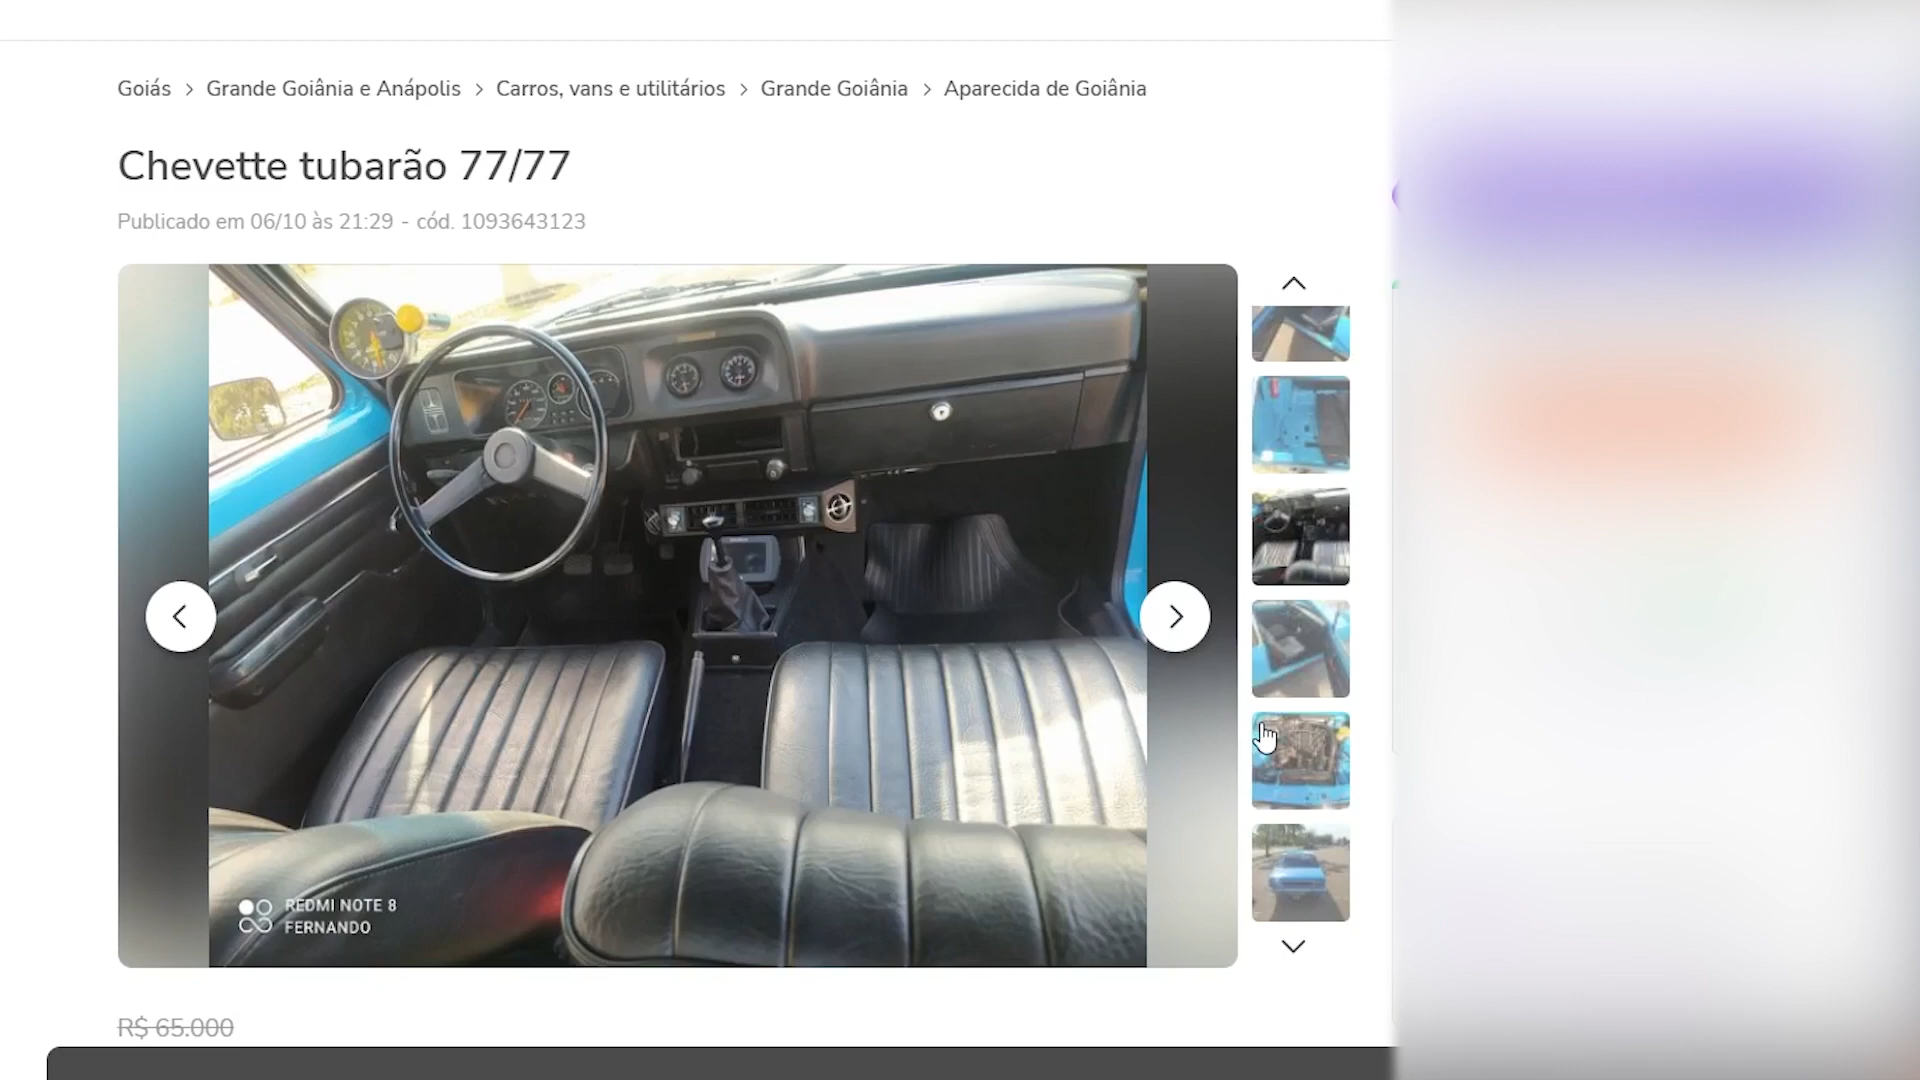 Goiás > Grande Goiânia e Anápolis > Carros, vans e utilitários > Grande Goiânia > Aparecida de Goiânia
Chevette tubarão 77/77
Publicado em 06/10 às 21:29 - cód. 1093643123
REDMI NOTE 8
FERNANDO
R$ 65.000